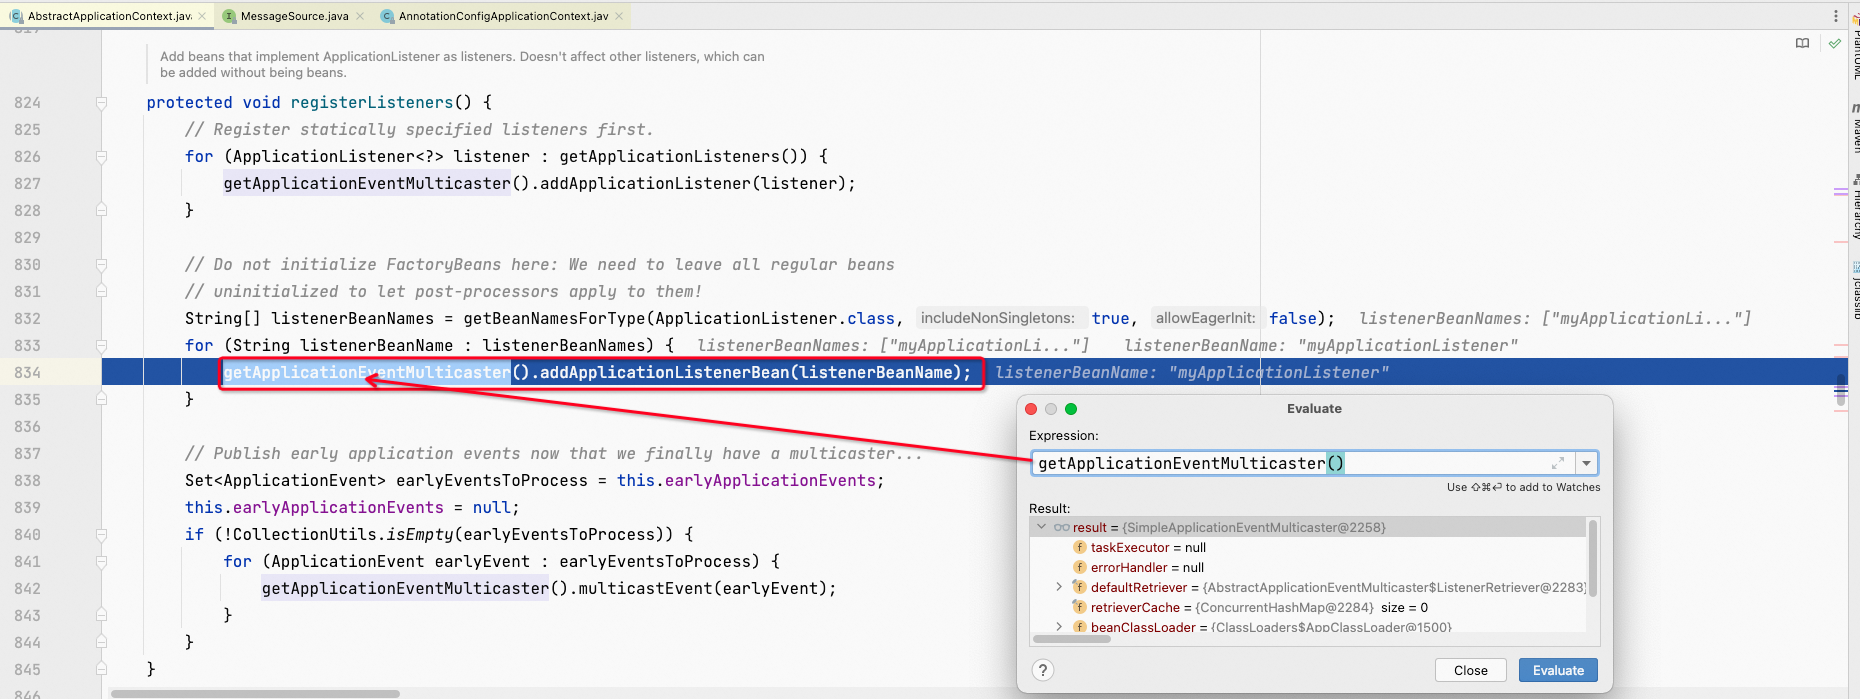 AbstractApplicationContext.java
MessageSource.java
AnnotationConfigApplicationContext.jav
Add beans that implement ApplicationListener as listeners. Doesn't affect other listeners, which can
be added without being beans.
824 protected void registerListeners() {
825 // Register statically specified listeners first.
826 for (ApplicationListener<?> listener : getApplicationListeners()) {
827 getApplicationEventMulticaster().addApplicationListener(listener);
828 }
829
830 // Do not initialize FactoryBeans here: We need to leave all regular beans
831 // uninitialized to let post-processors apply to them!
832 String[] listenerBeanNames = getBeanNamesForType(ApplicationListener.class, includeNonSingletons: true, allowEagerInit: false); listenerBeanNames: ["myApplicationLi..."]
833 for (String listenerBeanName : listenerBeanNames) { listenerBeanNames: ["myApplicationLi..."] listenerBeanName: "myApplicationListener"
834 getApplicationEventMulticaster().addApplicationListenerBean(listenerBeanName); listenerBeanName: "myApplicationListener"
835 }
836
837 // Publish early application events now that we finally have a multicaster...
838 Set<ApplicationEvent> earlyEventsToProcess = this.earlyApplicationEvents;
839 this.earlyApplicationEvents = null;
840 if (!CollectionUtils.isEmpty(earlyEventsToProcess)) {
841 for (ApplicationEvent earlyEvent : earlyEventsToProcess) {
842 getApplicationEventMulticaster().multicastEvent(earlyEvent);
843 }
844 }
845 }
846
Evaluate
Expression:
getApplicationEventMulticaster()
Use ⇧⌘⏎ to add to Watches
Result:
result = {SimpleApplicationEventMulticaster@2258}
taskExecutor = null
errorHandler = null
defaultRetriever = {AbstractApplicationEventMulticaster$ListenerRetriever@2283}
retrieverCache = {ConcurrentHashMap@2284} size = 0
beanClassLoader = {ClassLoaders$AppClassLoader@1500}
?
Close
Evaluate
PlantUML
Maven
Hierarchy
jclasslib